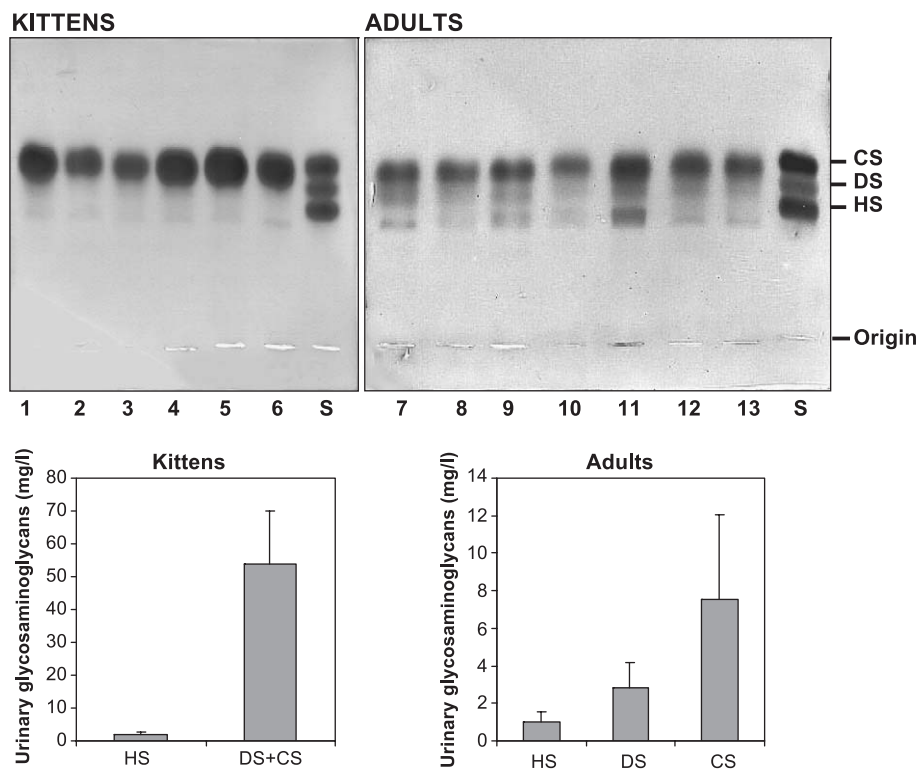 KITTENS
ADULTS
CS
DS
HS
Origin
1 2 3 4 5 6 S
7 8 9 10 11 12 13 S
Kittens
Urinary glycosaminoglycans (mg/l)
80
70
60
50
40
30
20
10
0
HS DS+CS
Adults
Urinary glycosaminoglycans (mg/l)
14
12
10
8
6
4
2
0
HS DS CS